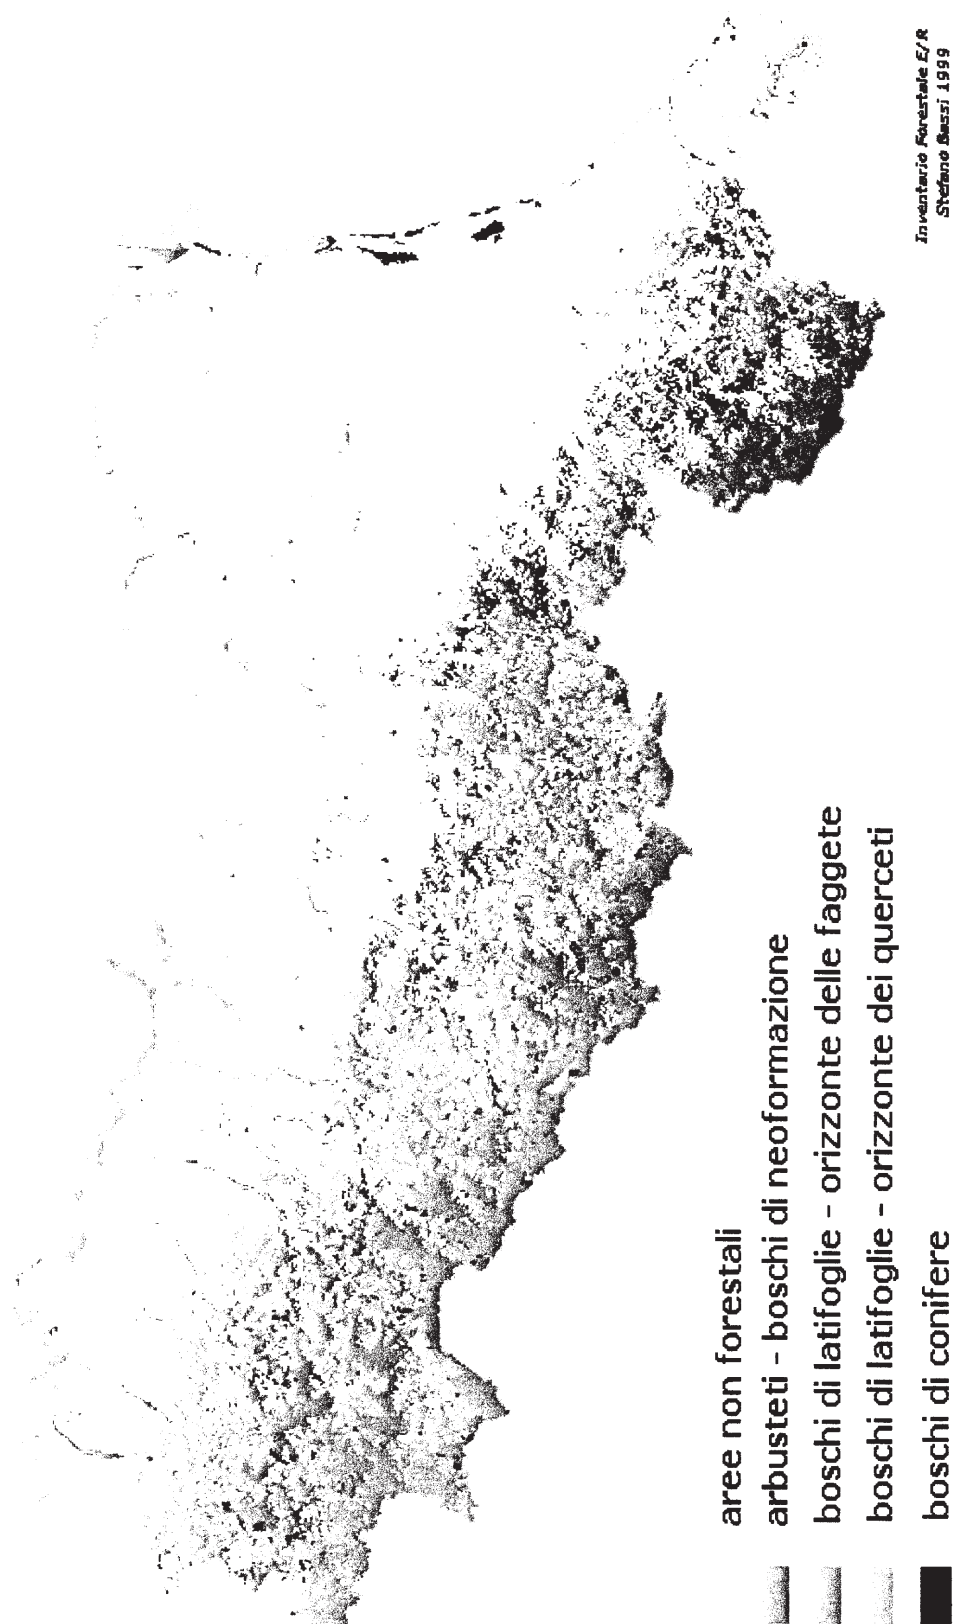 Inventario Forestale E/R
Stefano Bassi 1999
aree non forestali
arbusteti - boschi di neoformazione
boschi di latifoglie - orizzonte delle faggete
boschi di latifoglie - orizzonte dei querceti
boschi di conifere